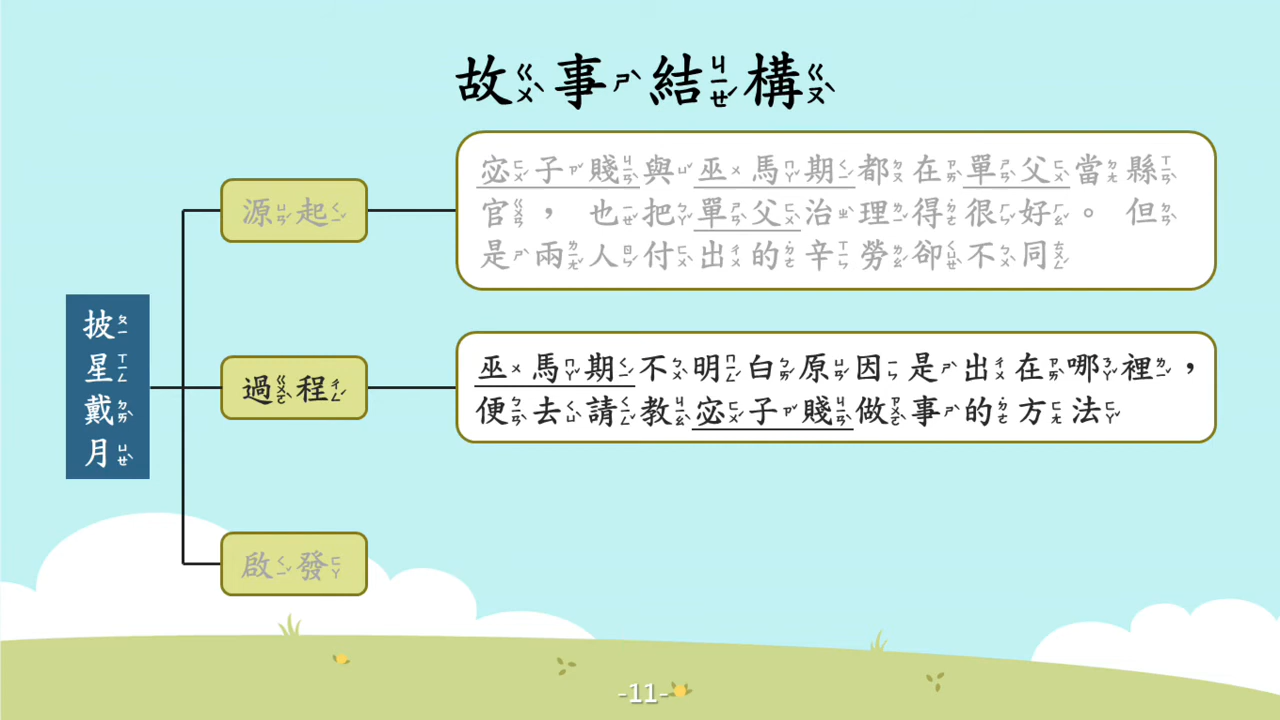 故事結構
源起
宓子賤與巫馬期都在單父當縣
官，也把單父治理得很好。但
是兩人付出的辛勞卻不同
披星戴月
過程
巫馬期不明白原因是出在哪裡，
便去請教宓子賤做事的方法
啟發
-11-